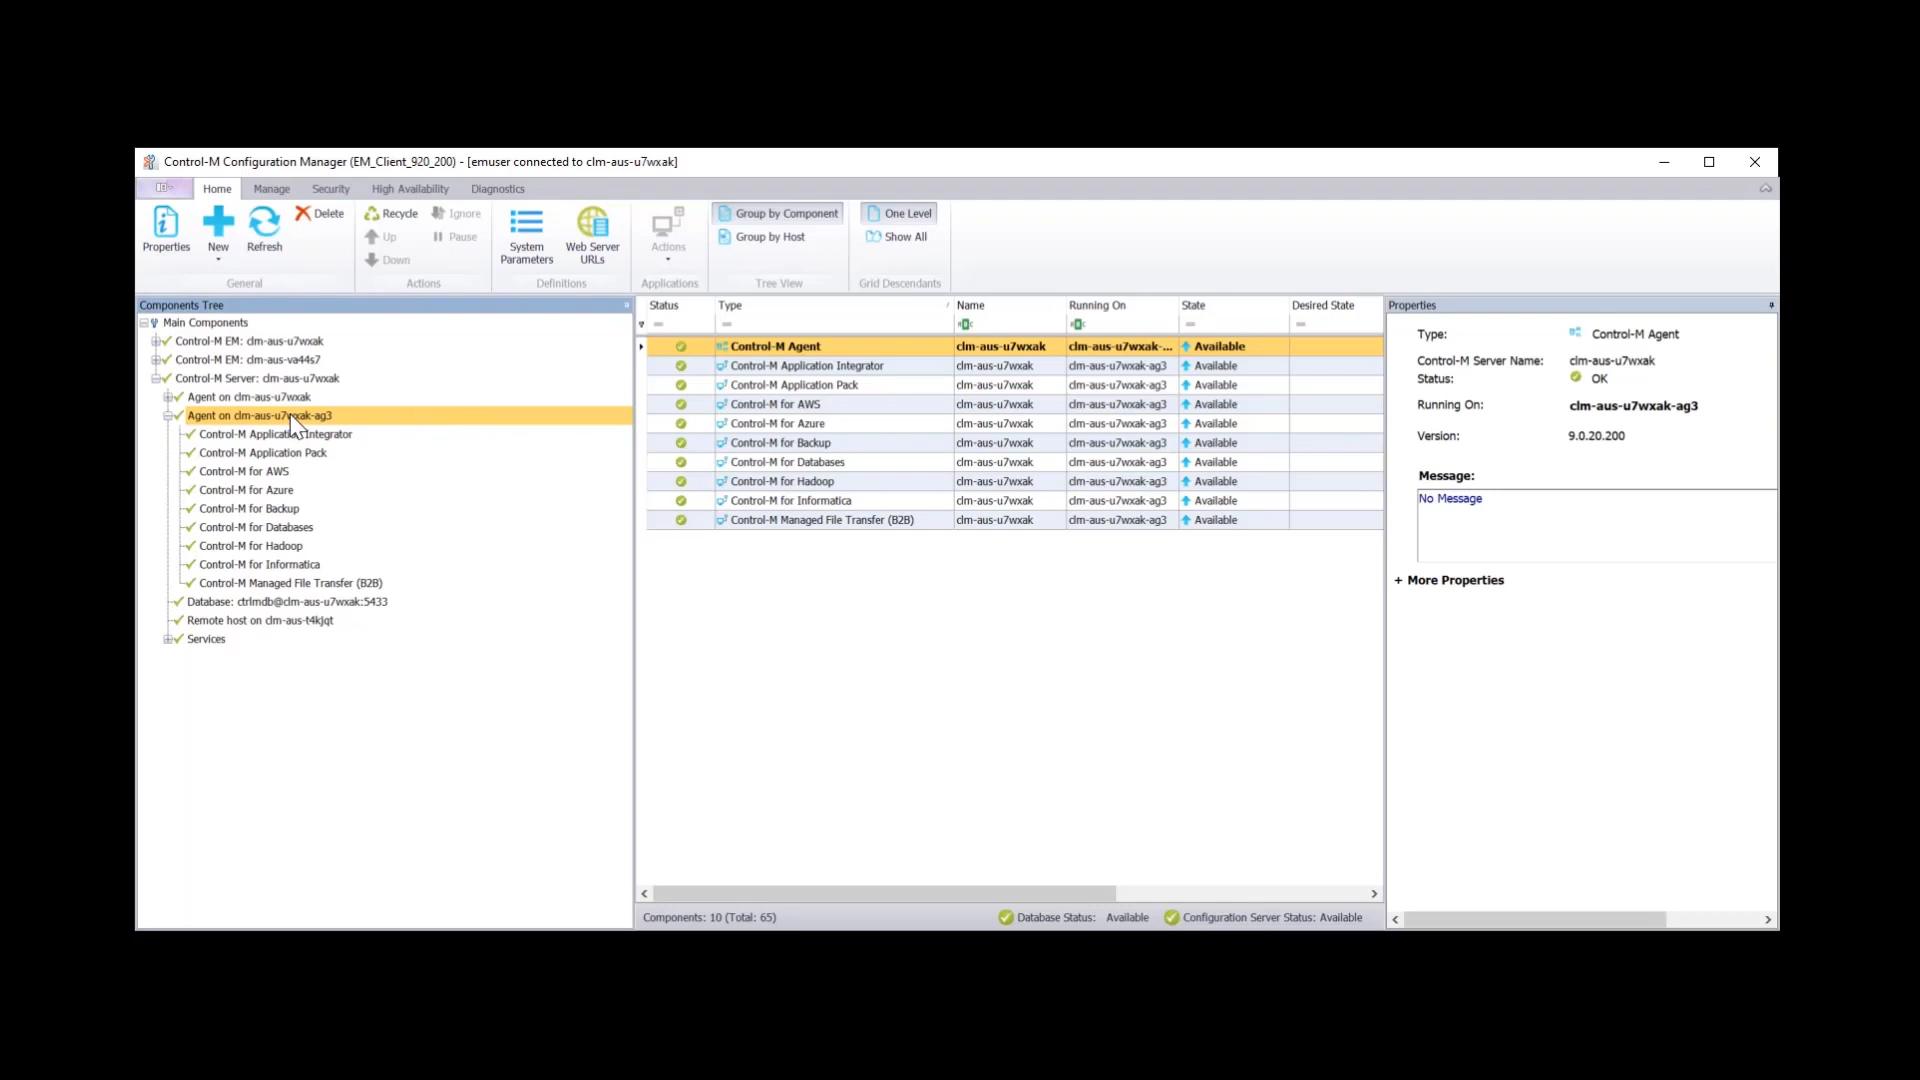 Control-M Configuration Manager (EM_Client_920_200) - [emuser connected to clm-aus-u7wxak]
Home Manage Security High Availability Diagnostics
Properties New Refresh Delete
General
Recycle Ignore
Up Pause
Down
Actions
System Parameters
Web Server URLs
Definitions
Actions
Applications
Group by Component
Group by Host
Tree View
One Level
Show All
Grid Descendants
Components Tree
Main Components
Control-M EM: clm-aus-u7wxak
Control-M EM: clm-aus-va44s7
Control-M Server: clm-aus-u7wxak
Agent on clm-aus-u7wxak
Agent on clm-aus-u7wxak-ag3
Control-M Application Integrator
Control-M Application Pack
Control-M for AWS
Control-M for Azure
Control-M for Backup
Control-M for Databases
Control-M for Hadoop
Control-M for Informatica
Control-M Managed File Transfer (B2B)
Database: ctrlmdb@clm-aus-u7wxak:5433
Remote host on clm-aus-t4kjqt
Services
Status Type Name Running On State Desired State
Control-M Agent clm-aus-u7wxak clm-aus-u7wxak-... Available
Control-M Application Integrator clm-aus-u7wxak clm-aus-u7wxak-ag3 Available
Control-M Application Pack clm-aus-u7wxak clm-aus-u7wxak-ag3 Available
Control-M for AWS clm-aus-u7wxak clm-aus-u7wxak-ag3 Available
Control-M for Azure clm-aus-u7wxak clm-aus-u7wxak-ag3 Available
Control-M for Backup clm-aus-u7wxak clm-aus-u7wxak-ag3 Available
Control-M for Databases clm-aus-u7wxak clm-aus-u7wxak-ag3 Available
Control-M for Hadoop clm-aus-u7wxak clm-aus-u7wxak-ag3 Available
Control-M for Informatica clm-aus-u7wxak clm-aus-u7wxak-ag3 Available
Control-M Managed File Transfer (B2B) clm-aus-u7wxak clm-aus-u7wxak-ag3 Available
Components: 10 (Total: 65) Database Status: Available Configuration Server Status: Available
Properties
Type: Control-M Agent
Control-M Server Name: clm-aus-u7wxak
Status: OK
Running On: clm-aus-u7wxak-ag3
Version: 9.0.20.200
Message:
No Message
+ More Properties